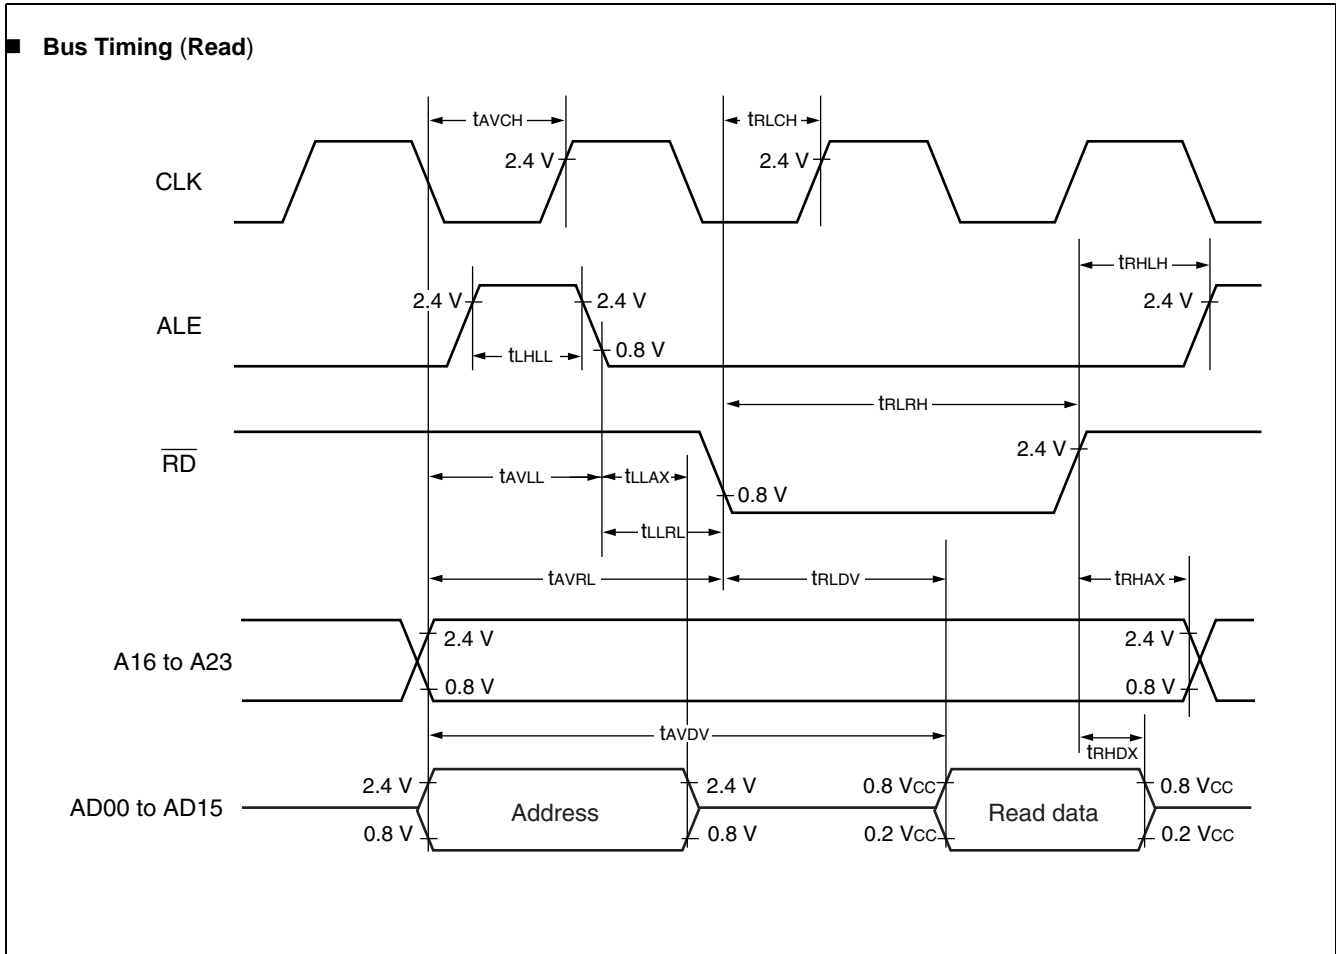 ■ Bus Timing (Read)
tAVCH
tRLCH
CLK
2.4 V
2.4 V
tRHLH
ALE
2.4 V
2.4 V
2.4 V
tLHLL
0.8 V
tRLRH
RD
2.4 V
tAVLL
tLLAX
0.8 V
tLLRL
tAVRL
tRLDV
tRHAX
A16 to A23
2.4 V
2.4 V
0.8 V
0.8 V
tAVDV
tRHDX
AD00 to AD15
2.4 V
2.4 V
0.8 VCC
0.8 VCC
Address
Read data
0.8 V
0.8 V
0.2 VCC
0.2 VCC